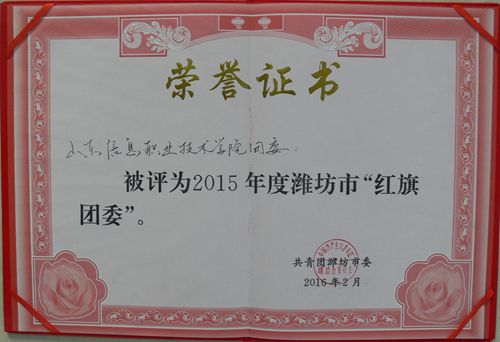 荣誉证书
山东信息职业技术学院团委:
被评为2015年度潍坊市“红旗
团委”。
共青团潍坊市委
2016年2月